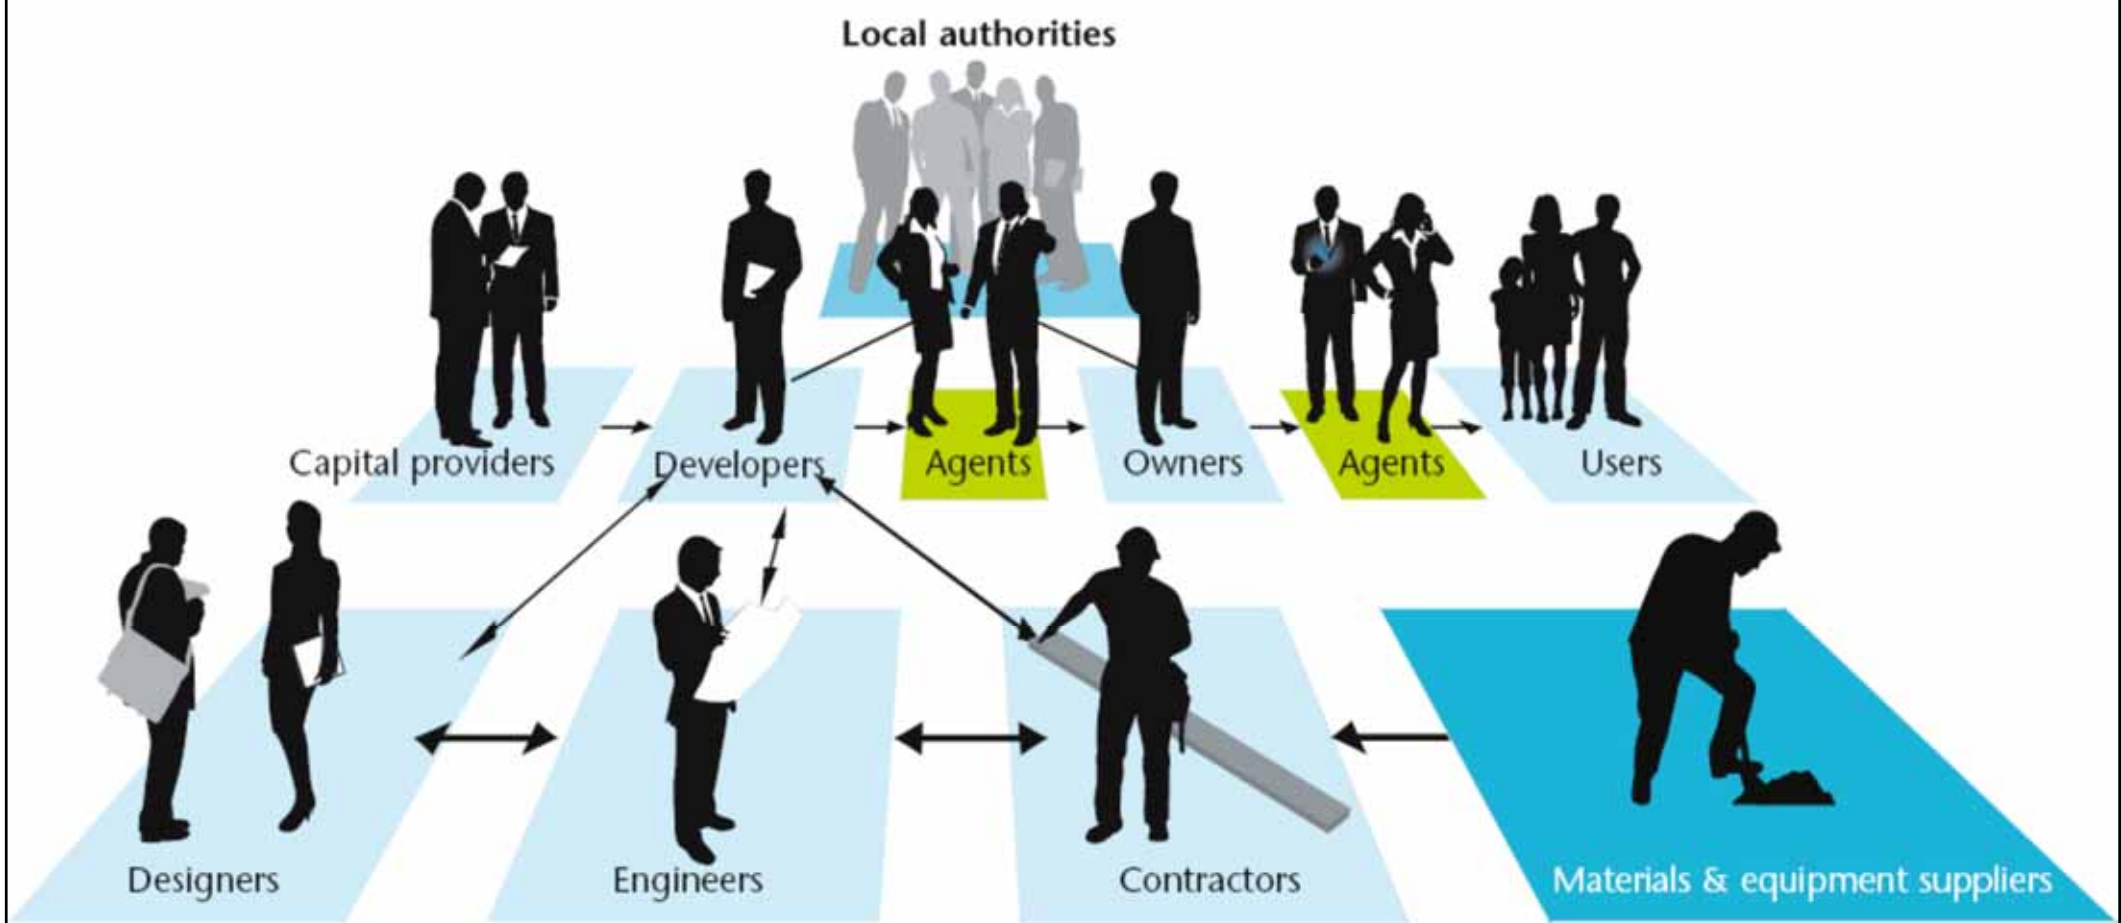 Local authorities
Capital providers
Developers
Agents
Owners
Agents
Users
Designers
Engineers
Contractors
Materials & equipment suppliers